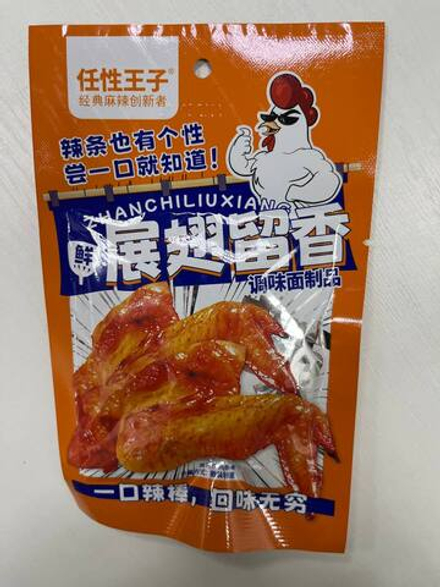 任性王子®
经典麻辣创新者
辣条也有个性
尝一口就知道!
ZHANCHILIUXIANG
鲜 展翅留香
调味面制品
一口辣棒,回味无穷